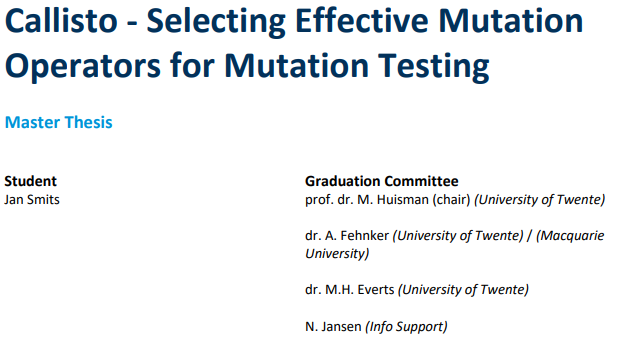 Callisto - Selecting Effective Mutation
Operators for Mutation Testing
Master Thesis
Student
Jan Smits
Graduation Committee
prof. dr. M. Huisman (chair) (University of Twente)
dr. A. Fehnker (University of Twente) / (Macquarie
University)
dr. M.H. Everts (University of Twente)
N. Jansen (Info Support)